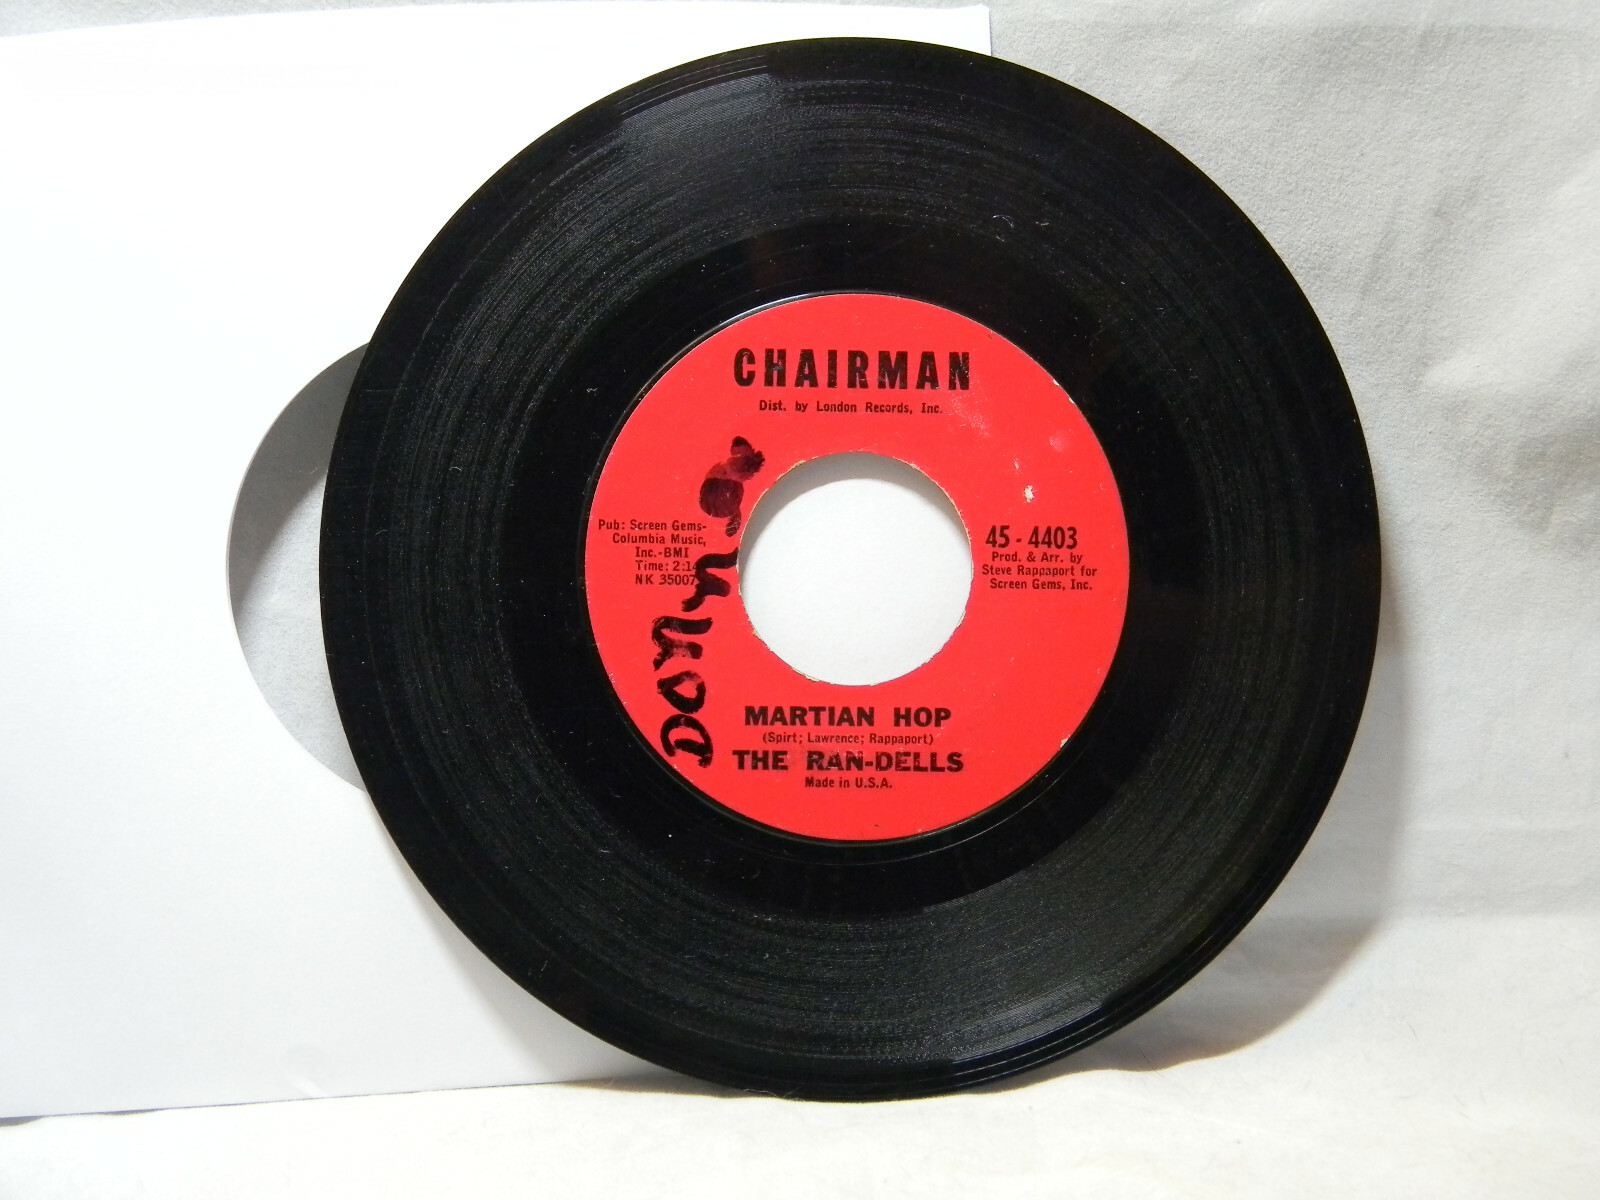 CHAIRMAN
Dist. by London Records, Inc.
Pub: Screen Gems-
Columbia Music,
Inc.-BMI
Time: 2:14
NK 35007
45 - 4403
Prod. & Arr. by
Steve Rappaport for
Screen Gems, Inc.
Donna
MARTIAN HOP
(Spirt; Lawrence; Rappaport)
THE RAN-DELLS
Made in U.S.A.